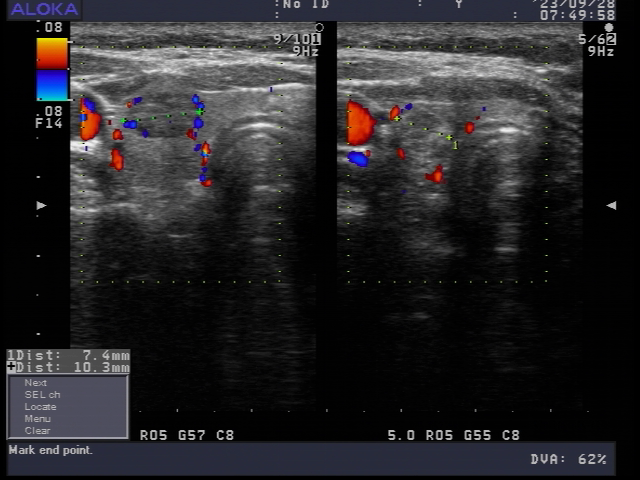 ALOKA
:No ID : Y '23/09/28
: 07:49:58
.08
9/101
9Hz
5/62
9Hz
.08
F14
1
1Dist: 7.4mm
+Dist: 10.3mm
Next
SEL ch
Locate
Menu
Clear
R05 G57 C8
5.0 R05 G55 C8
Mark end point.
DVA: 62%